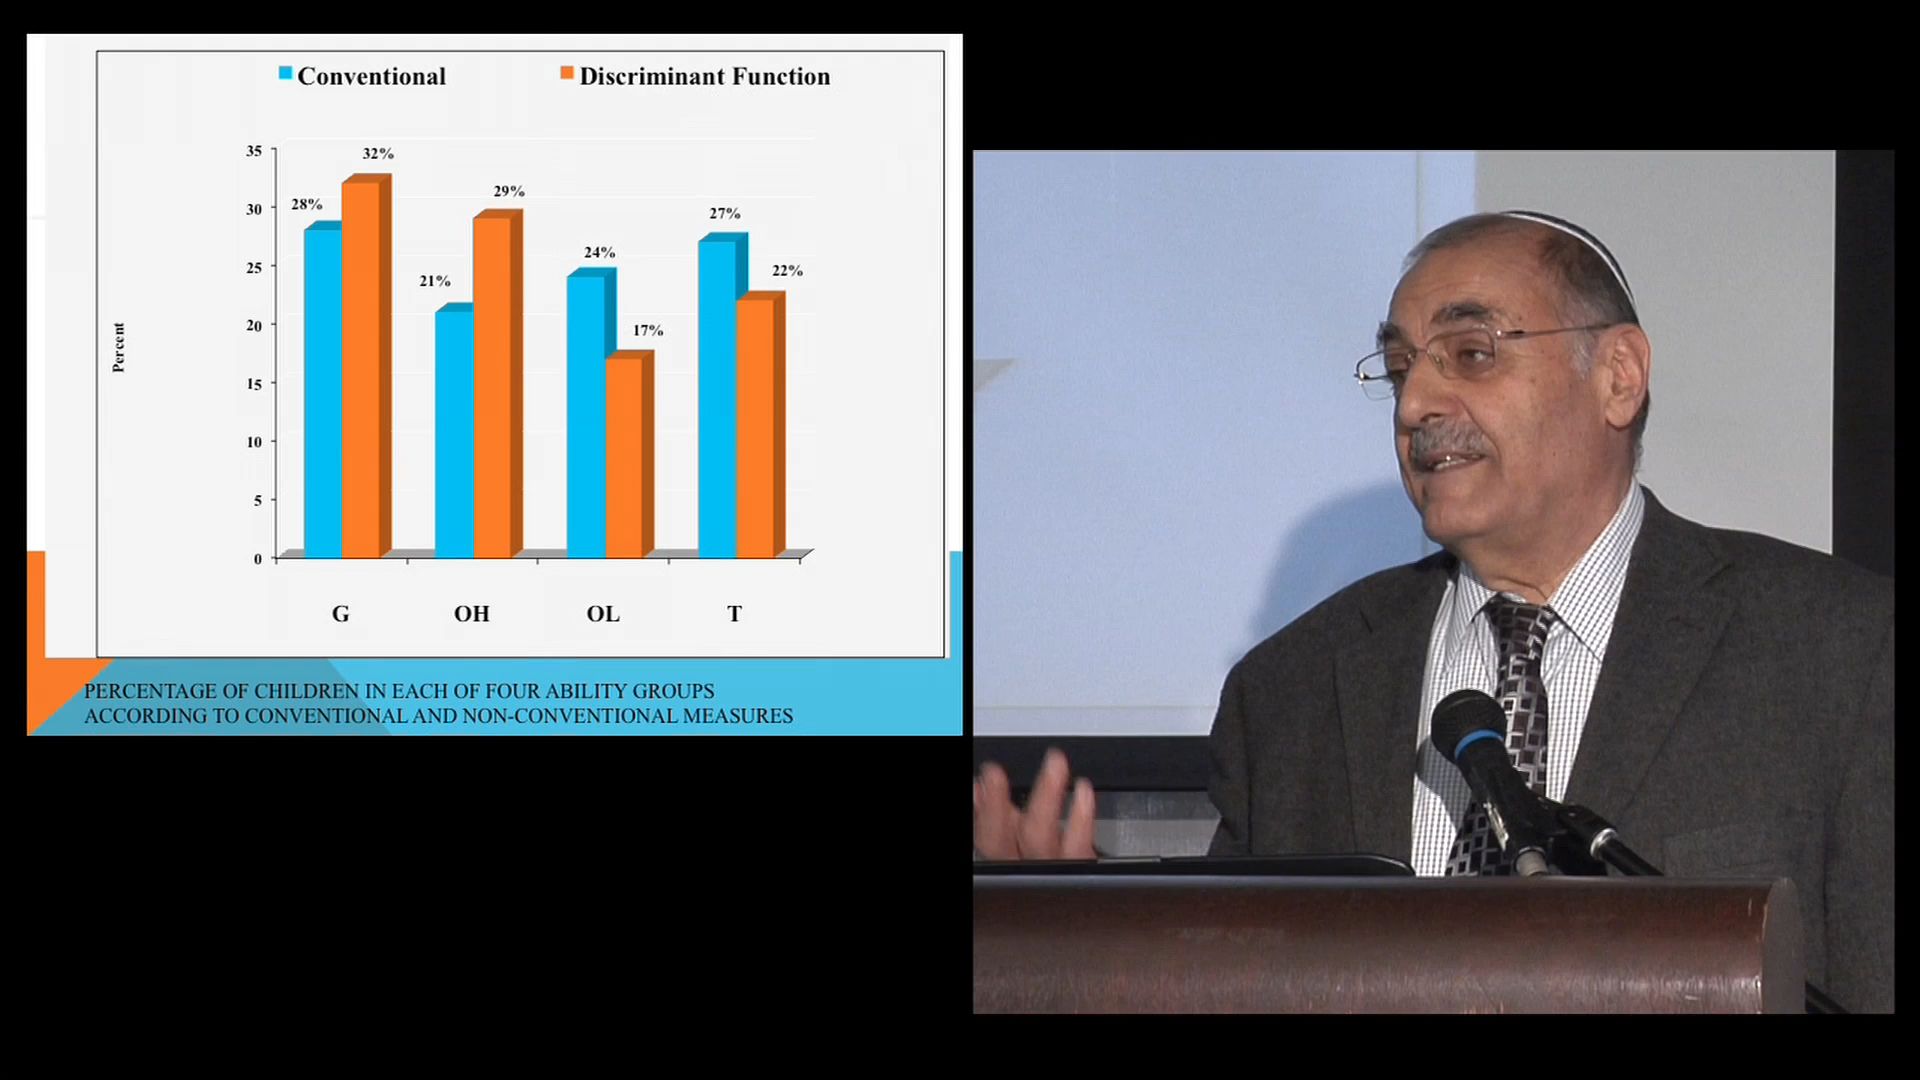 Conventional Discriminant Function
35
30
25
20
15
10
5
0
Percent
28% 32%
21% 29%
24% 17%
27% 22%
G OH OL T
PERCENTAGE OF CHILDREN IN EACH OF FOUR ABILITY GROUPS
ACCORDING TO CONVENTIONAL AND NON-CONVENTIONAL MEASURES